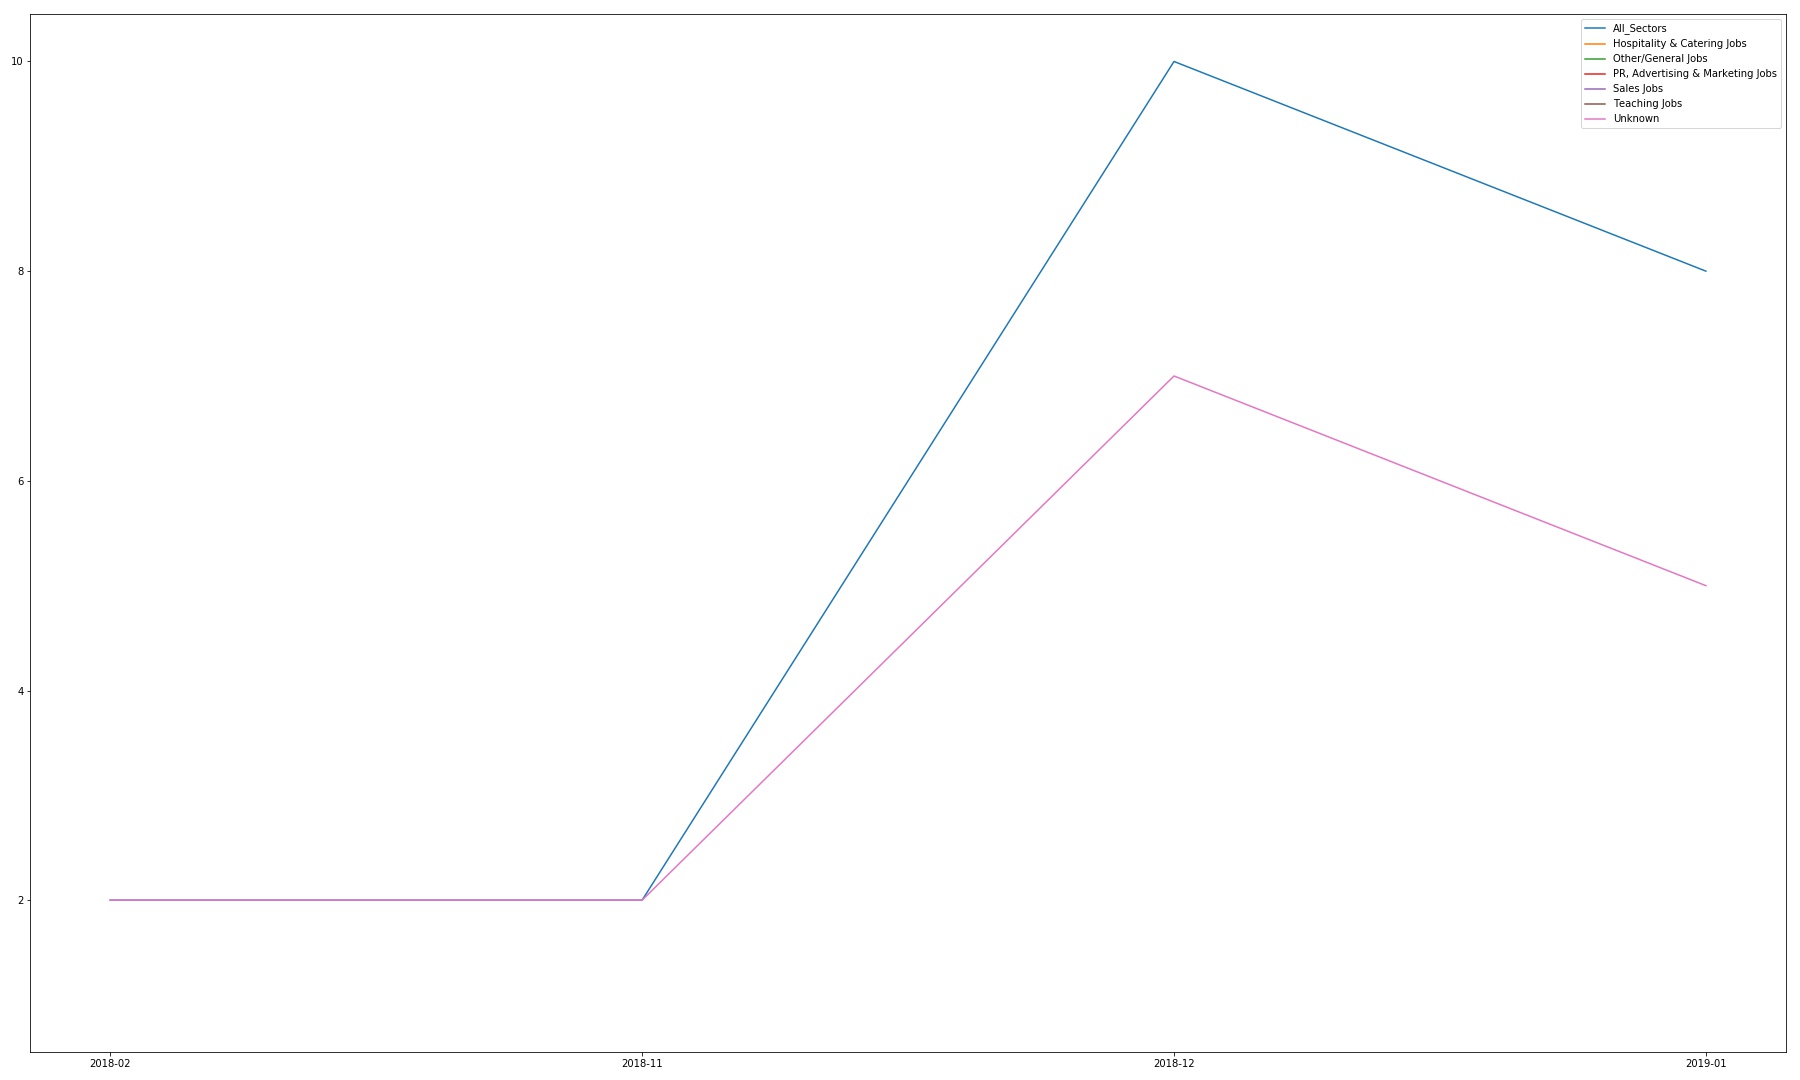 All_Sectors
Hospitality & Catering Jobs
Other/General Jobs
PR, Advertising & Marketing Jobs
Sales Jobs
Teaching Jobs
Unknown
10
8
6
4
2
2018-02 2018-11 2018-12 2019-01